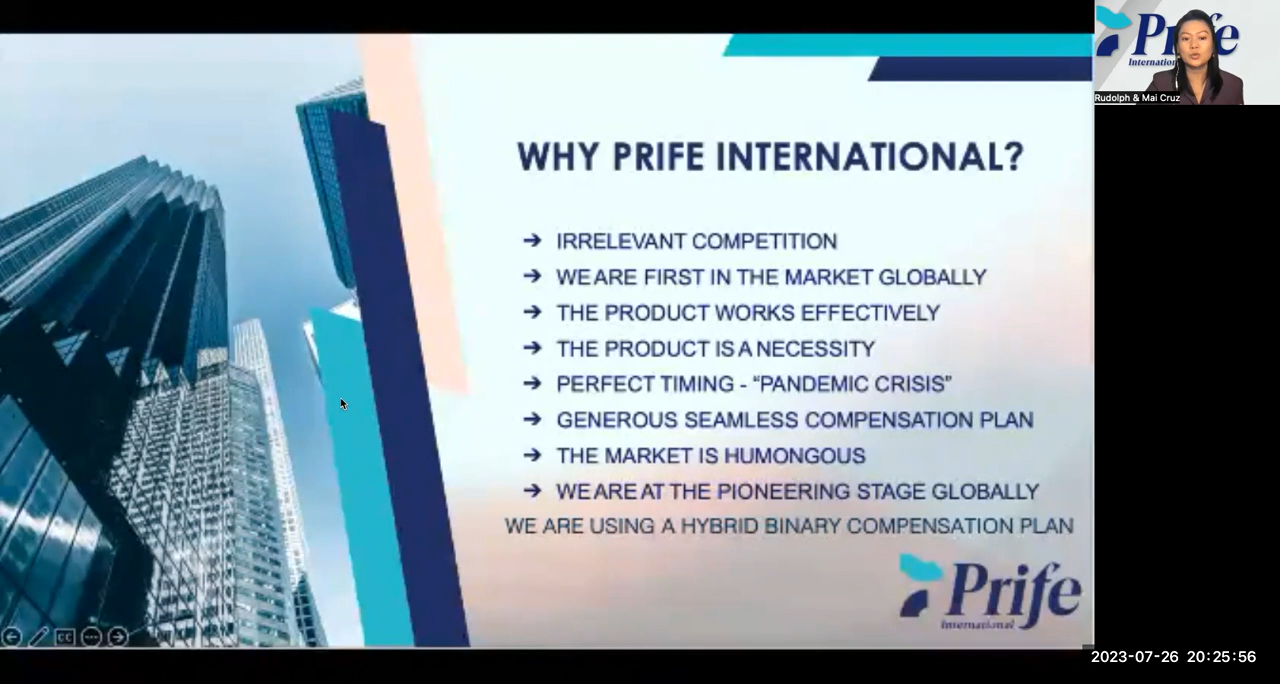 Prife
International
Rudolph & Mai Cruz
WHY PRIFE INTERNATIONAL?
➔ IRRELEVANT COMPETITION
➔ WE ARE FIRST IN THE MARKET GLOBALLY
➔ THE PRODUCT WORKS EFFECTIVELY
➔ THE PRODUCT IS A NECESSITY
➔ PERFECT TIMING - “PANDEMIC CRISIS”
➔ GENEROUS SEAMLESS COMPENSATION PLAN
➔ THE MARKET IS HUMONGOUS
➔ WE ARE AT THE PIONEERING STAGE GLOBALLY
WE ARE USING A HYBRID BINARY COMPENSATION PLAN
Prife
International
CC
2023-07-26 20:25:56